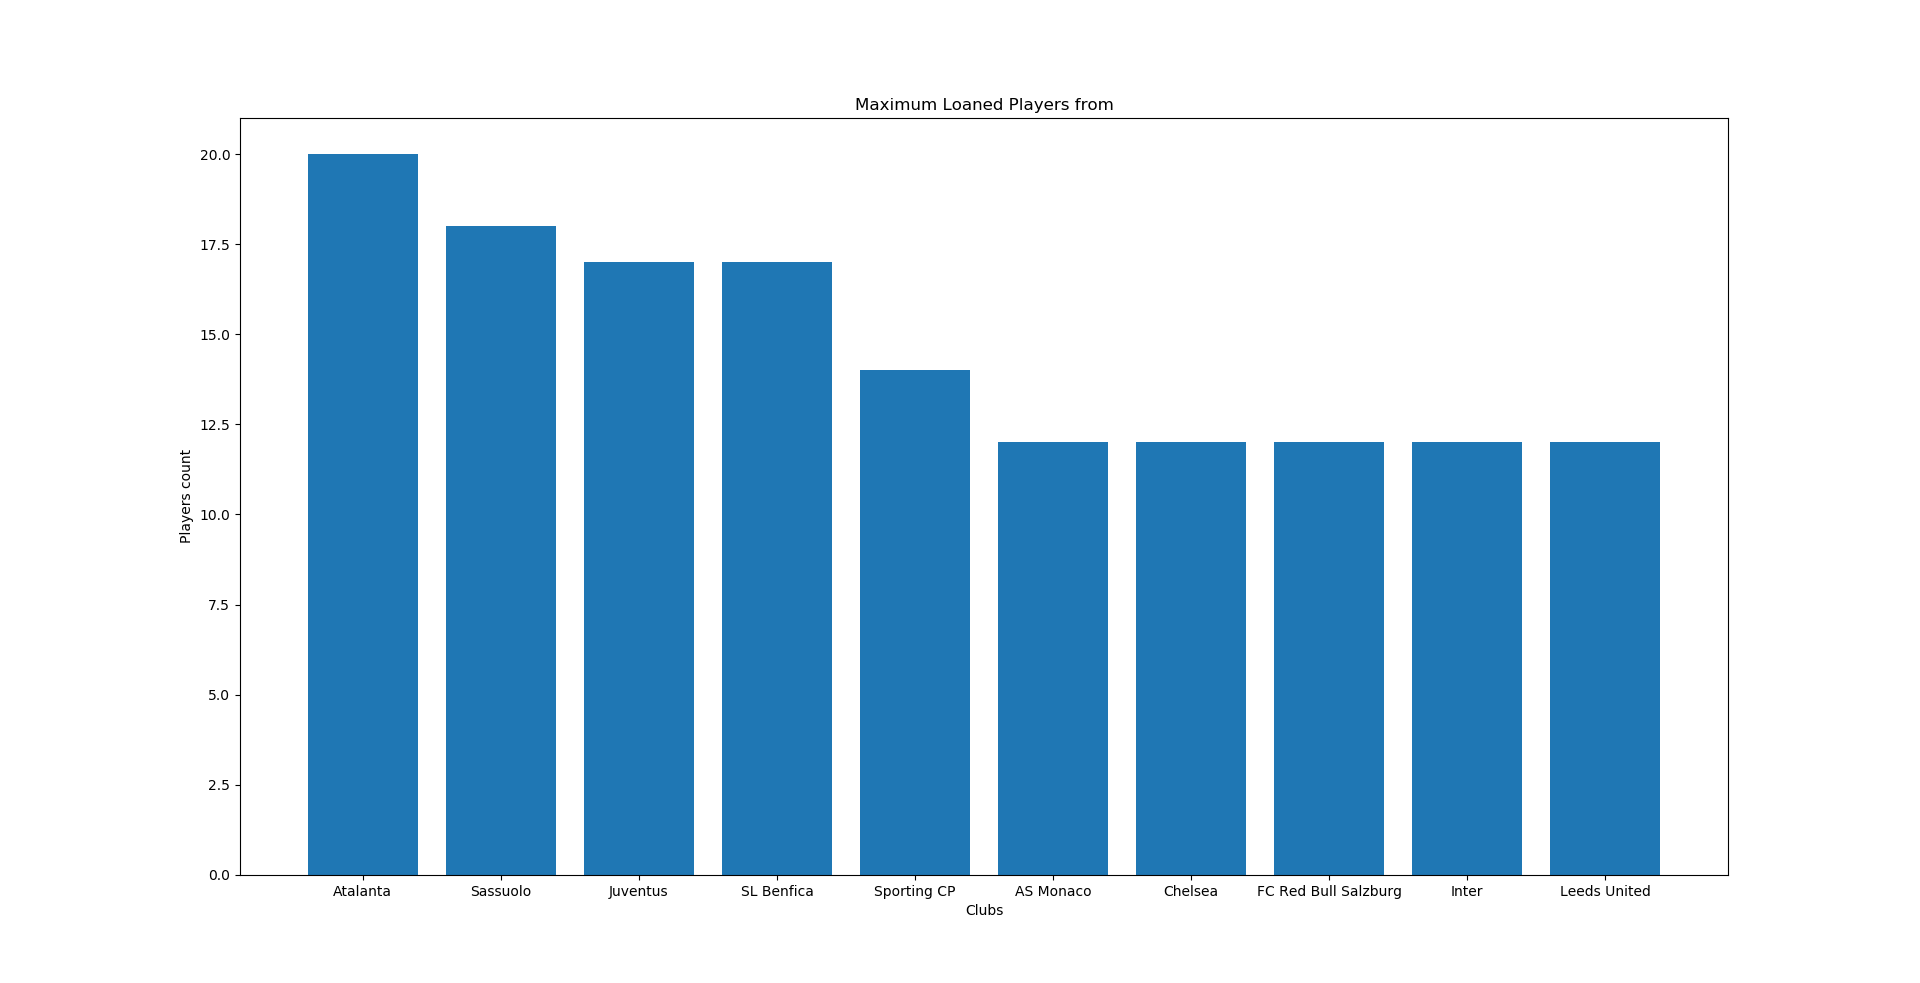 Maximum Loaned Players from
20.0
17.5
15.0
12.5
10.0
7.5
5.0
2.5
0.0
Players count
Atalanta Sassuolo Juventus SL Benfica Sporting CP AS Monaco Chelsea FC Red Bull Salzburg Inter Leeds United
Clubs